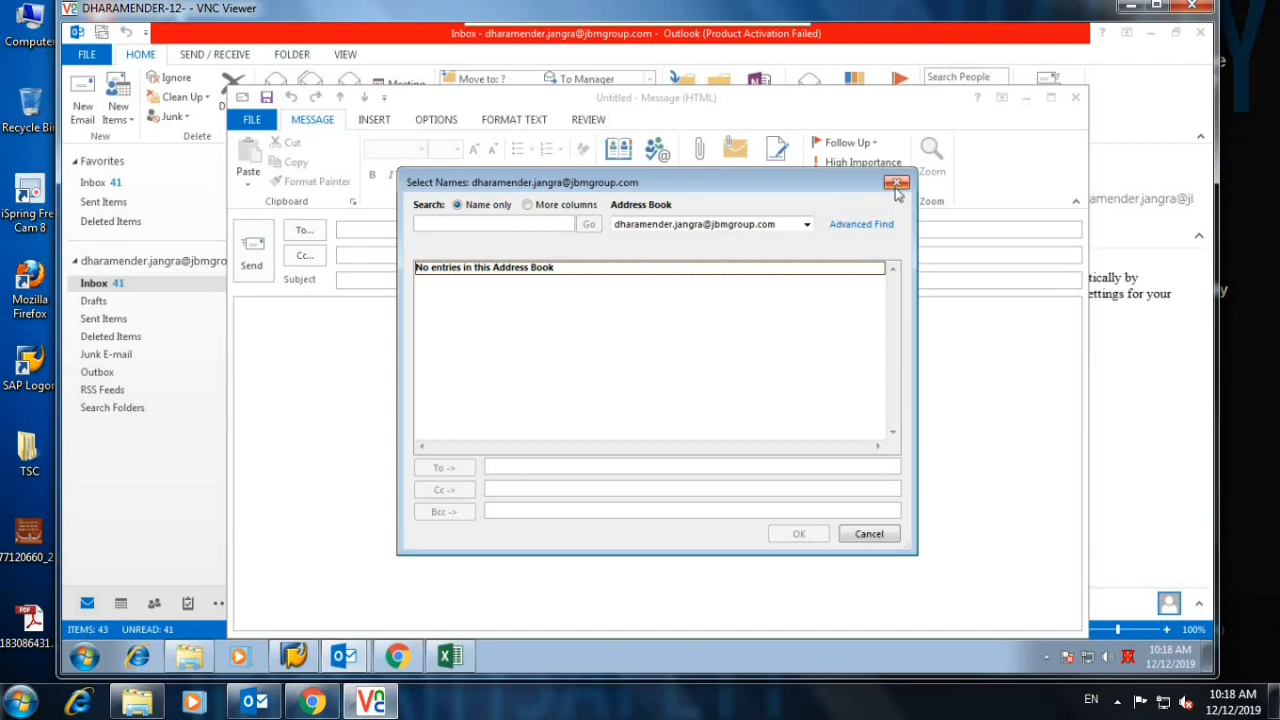 DHARAMENDER-12- - VNC Viewer
Inbox - dharamender.jangra@jbmgroup.com - Outlook (Product Activation Failed)
FILE HOME SEND / RECEIVE FOLDER VIEW
Ignore
Clean Up
Junk
New Email
New Items
New
Delete
Meeting
Move to: ?
To Manager
Search People
Untitled - Message (HTML)
FILE MESSAGE INSERT OPTIONS FORMAT TEXT REVIEW
Paste
Cut
Copy
Format Painter
Clipboard
B I
Follow Up
High Importance
Zoom
Zoom
Send
To...
Cc...
Subject
Select Names: dharamender.jangra@jbmgroup.com
Search: Name only More columns Address Book
Go dharamender.jangra@jbmgroup.com Advanced Find
No entries in this Address Book
To ->
Cc ->
Bcc ->
OK Cancel
Favorites
Inbox 41
Sent Items
Deleted Items
dharamender.jangra@jbmgro
Inbox 41
Drafts
Sent Items
Deleted Items
Junk E-mail
Outbox
RSS Feeds
Search Folders
amender.jangra@jl
tically by
ettings for your
ITEMS: 43 UNREAD: 41
100%
10:18 AM
12/12/2019
Computer
Recycle Bin
iSpring Free
Cam 8
Mozilla
Firefox
SAP Logon
TSC
77120660_2
183086431
EN
10:18 AM
12/12/2019